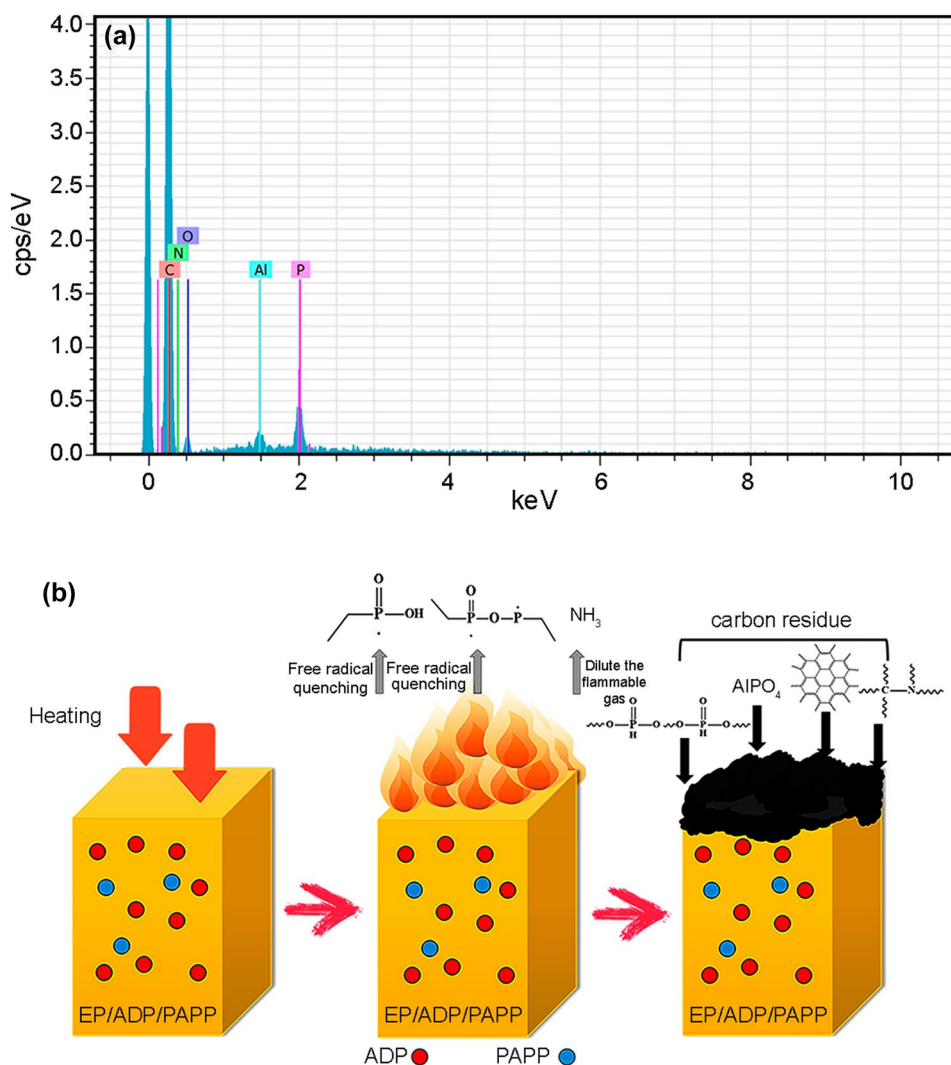 (a)
4.0
3.5
3.0
2.5
2.0
1.5
1.0
0.5
0.0
cps/eV
O
N
C
Al
P
0 2 4 6 8 10
keV
(b)
O
P—OH
O
P—O—P
NH3
carbon residue
Free radical quenching
Free radical quenching
Dilute the flammable gas
Heating
AlPO4
O O
—O—P—O—P—O—
H H
C—N
EP/ADP/PAPP
EP/ADP/PAPP
EP/ADP/PAPP
ADP PAPP